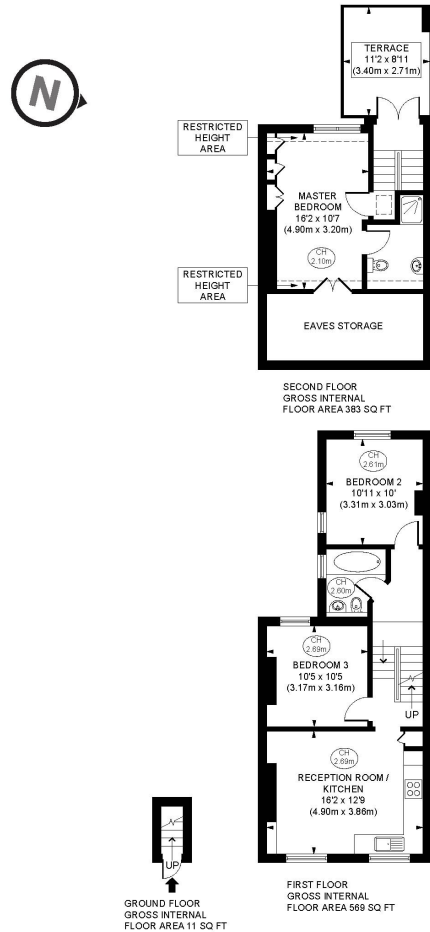 TERRACE
11'2 x 8'11
(3.40m x 2.71m)
N
RESTRICTED
HEIGHT
AREA
MASTER
BEDROOM
16'2 x 10'7
(4.90m x 3.20m)
CH
2.10m
RESTRICTED
HEIGHT
AREA
EAVES STORAGE
SECOND FLOOR
GROSS INTERNAL
FLOOR AREA 383 SQ FT
CH
2.61m
BEDROOM 2
10'11 x 10'
(3.31m x 3.03m)
CH
2.60m
CH
2.69m
BEDROOM 3
10'5 x 10'5
(3.17m x 3.16m)
UP
CH
2.69m
RECEPTION ROOM /
KITCHEN
16'2 x 12'9
(4.90m x 3.86m)
UP
GROUND FLOOR
GROSS INTERNAL
FLOOR AREA 11 SQ FT
FIRST FLOOR
GROSS INTERNAL
FLOOR AREA 569 SQ FT